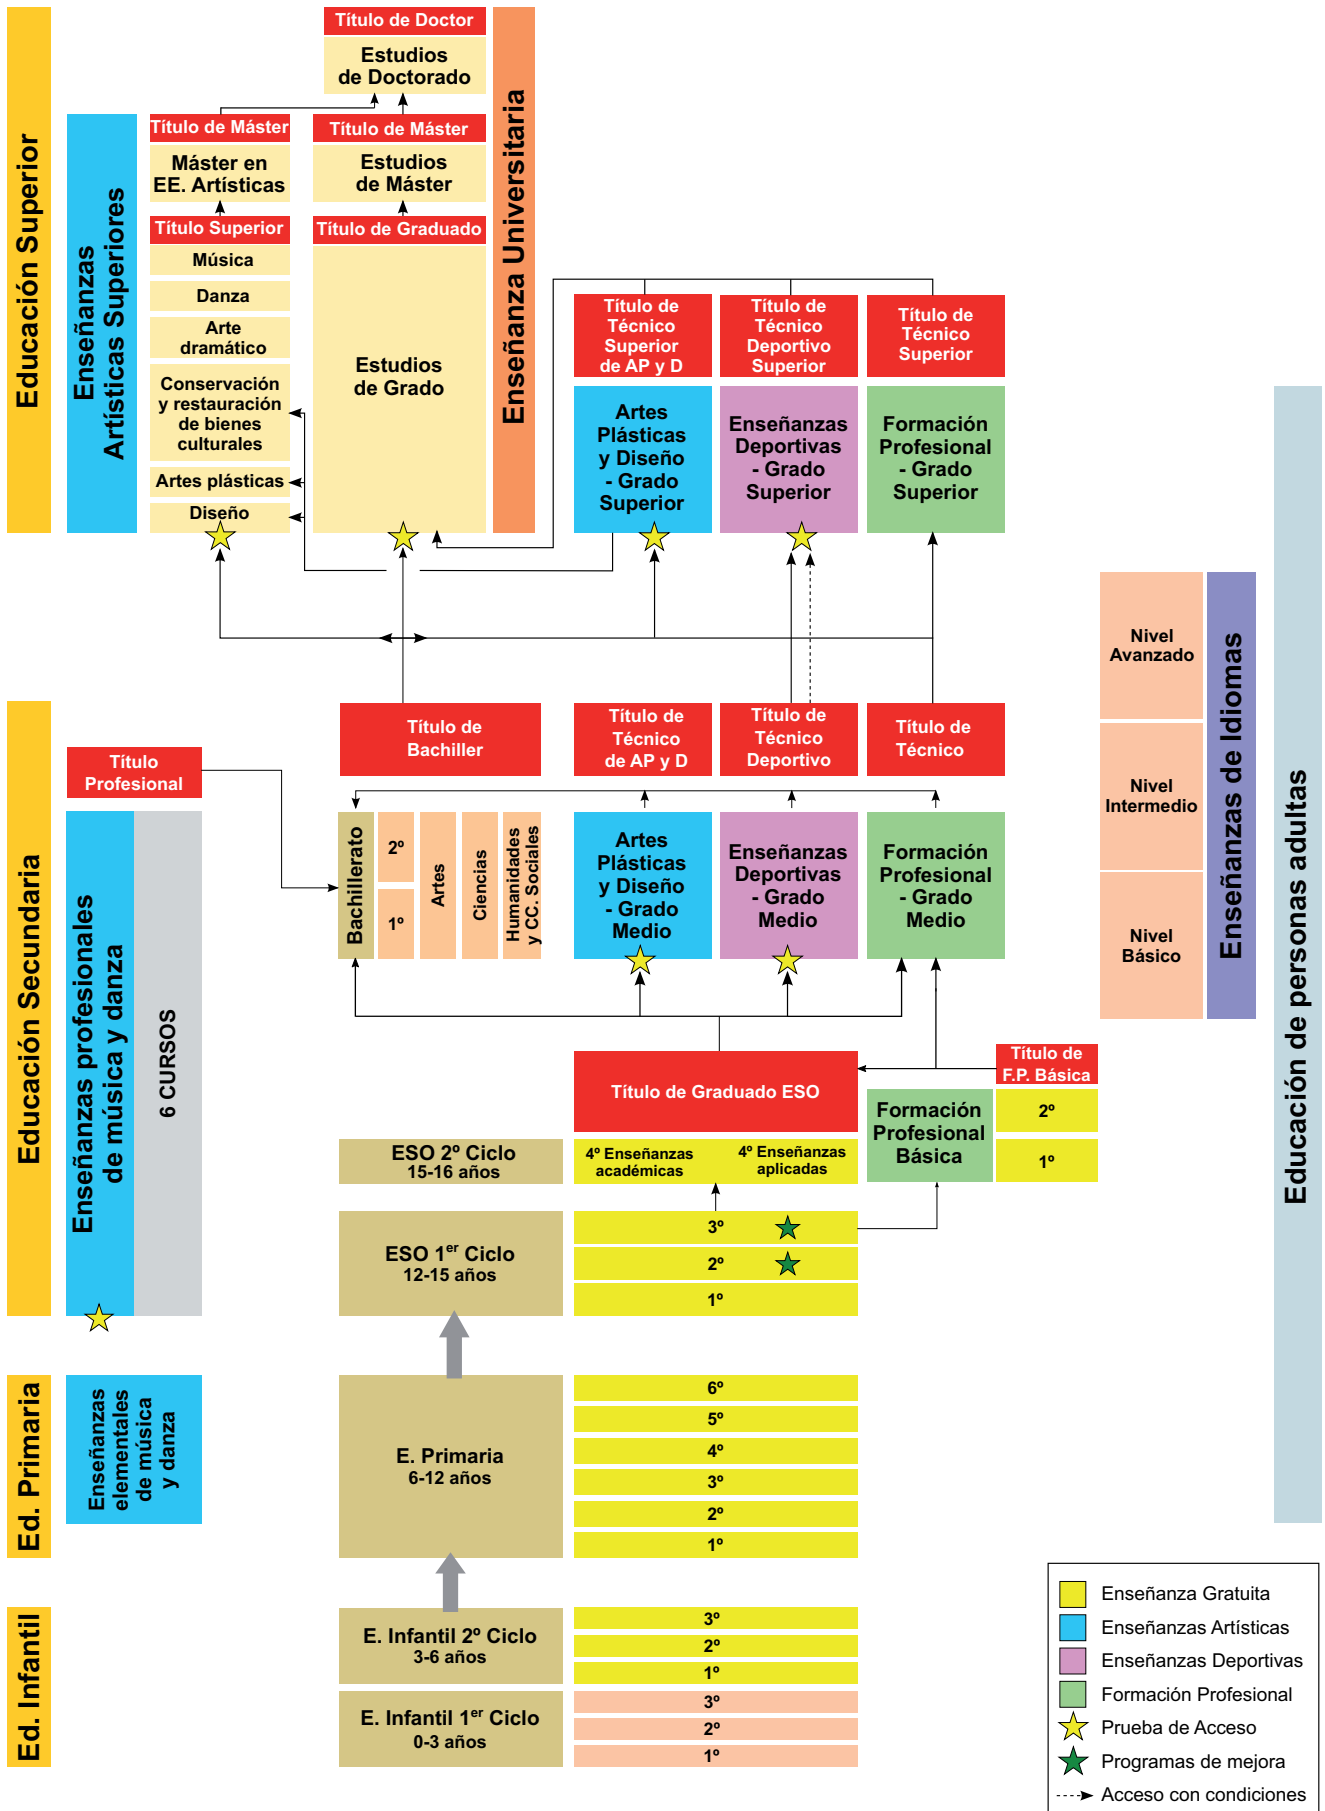 Educación Superior
Enseñanzas
Artísticas Superiores
Título de Doctor
Estudios
de Doctorado
Título de Máster
Máster en
EE. Artísticas
Título Superior
Música
Danza
Arte
dramático
Conservación
y restauración
de bienes
culturales
Artes plásticas
Diseño
Título de Máster
Estudios
de Máster
Título de Graduado
Estudios
de Grado
Enseñanza Universitaria
Título de
Técnico
Superior
de AP y D
Artes
Plásticas
y Diseño
- Grado
Superior
Título de
Técnico
Deportivo
Superior
Enseñanzas
Deportivas
- Grado
Superior
Título de
Técnico
Superior
Formación
Profesional
- Grado
Superior
Educación Secundaria
Título
Profesional
Enseñanzas profesionales
de música y danza
6 CURSOS
Título de
Bachiller
Bachillerato
2º
1º
Artes
Ciencias
Humanidades
y CC. Sociales
Título de
Técnico
de AP y D
Artes
Plásticas
y Diseño
- Grado
Medio
Título de
Técnico
Deportivo
Enseñanzas
Deportivas
- Grado
Medio
Título de
Técnico
Formación
Profesional
- Grado
Medio
Nivel
Avanzado
Nivel
Intermedio
Nivel
Básico
Enseñanzas de Idiomas
Educación de personas adultas
Título de Graduado ESO
Título de
F.P. Básica
Formación
Profesional
Básica
2º
1º
ESO 2º Ciclo
15-16 años
4º Enseñanzas
académicas
4º Enseñanzas
aplicadas
ESO 1er Ciclo
12-15 años
3º
2º
1º
Ed. Primaria
Enseñanzas
elementales
de música
y danza
E. Primaria
6-12 años
6º
5º
4º
3º
2º
1º
Ed. Infantil
E. Infantil 2º Ciclo
3-6 años
3º
2º
1º
E. Infantil 1er Ciclo
0-3 años
3º
2º
1º
Enseñanza Gratuita
Enseñanzas Artísticas
Enseñanzas Deportivas
Formación Profesional
Prueba de Acceso
Programas de mejora
Acceso con condiciones